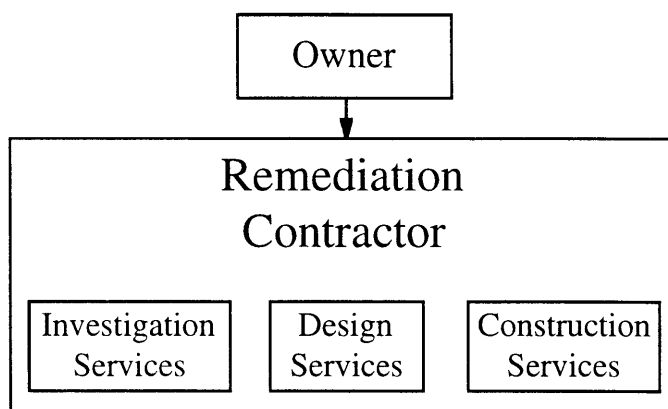 Owner
Remediation
Contractor
Investigation
Services
Design
Services
Construction
Services